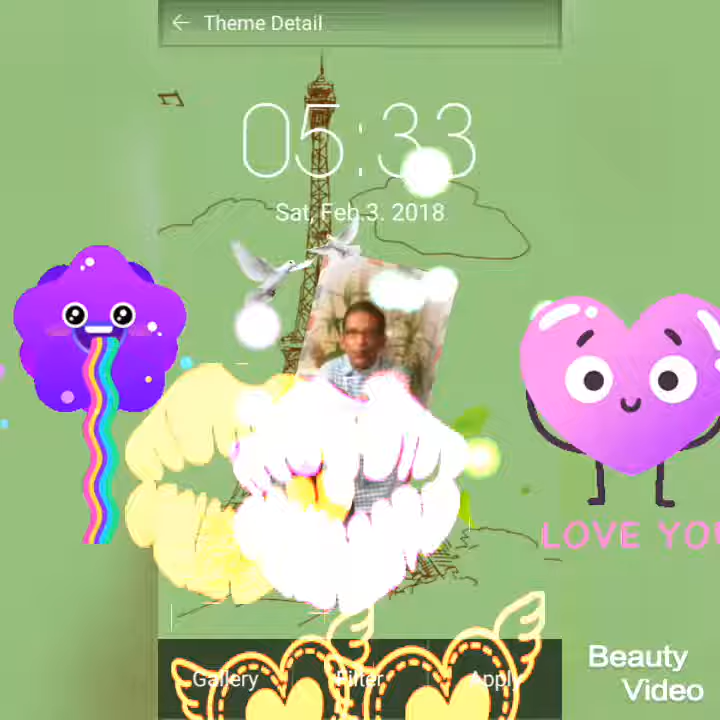 Theme Detail
05:33
Sat, Feb.3. 2018
LOVE YOU
Gallery
Filter
Apply
Beauty
Video